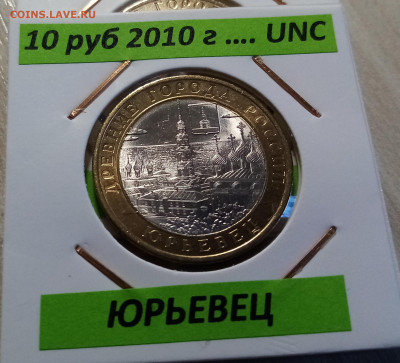 COINS.LAVE.RU
10 руб 2010 г .... UNC
ДРЕВНИЕ ГОРОДА РОССИИ
ЮРЬЕВЕЦ
ЮРЬЕВЕЦ